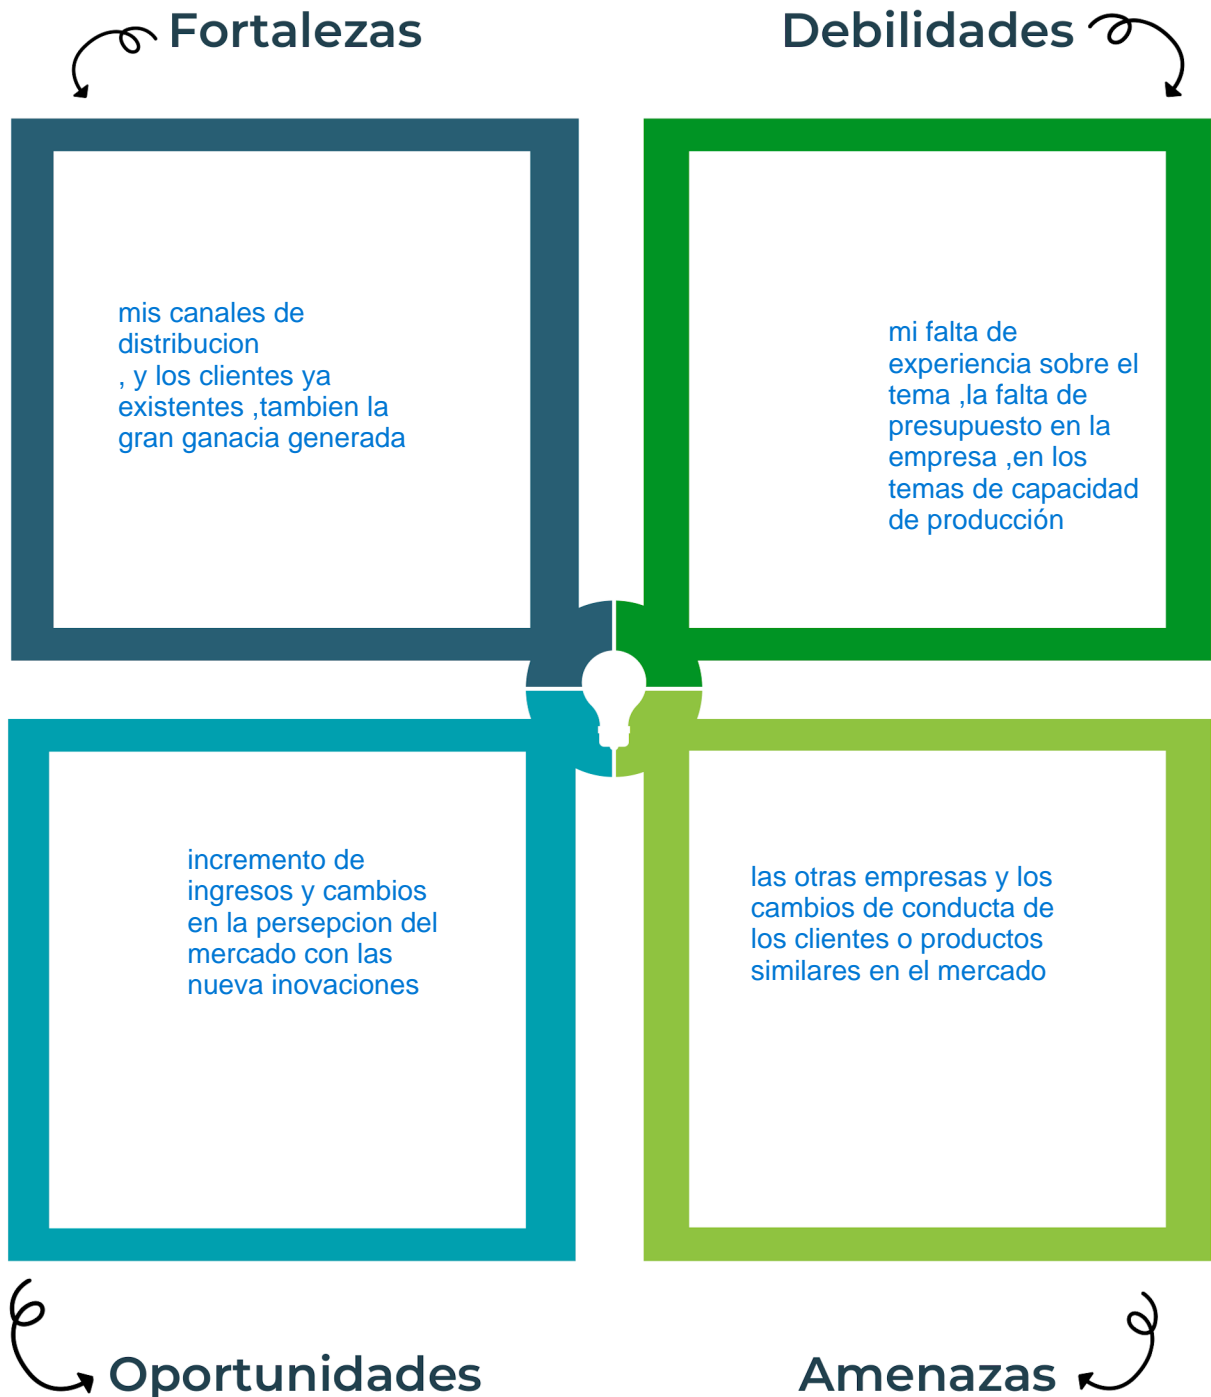 Fortalezas
mis canales de
distribucion
, y los clientes ya
existentes ,tambien la
gran ganacia generada
Debilidades
mi falta de
experiencia sobre el
tema ,la falta de
presupuesto en la
empresa ,en los
temas de capacidad
de producción
incremento de
ingresos y cambios
en la persepcion del
mercado con las
nueva inovaciones
Oportunidades
las otras empresas y los
cambios de conducta de
los clientes o productos
similares en el mercado
Amenazas